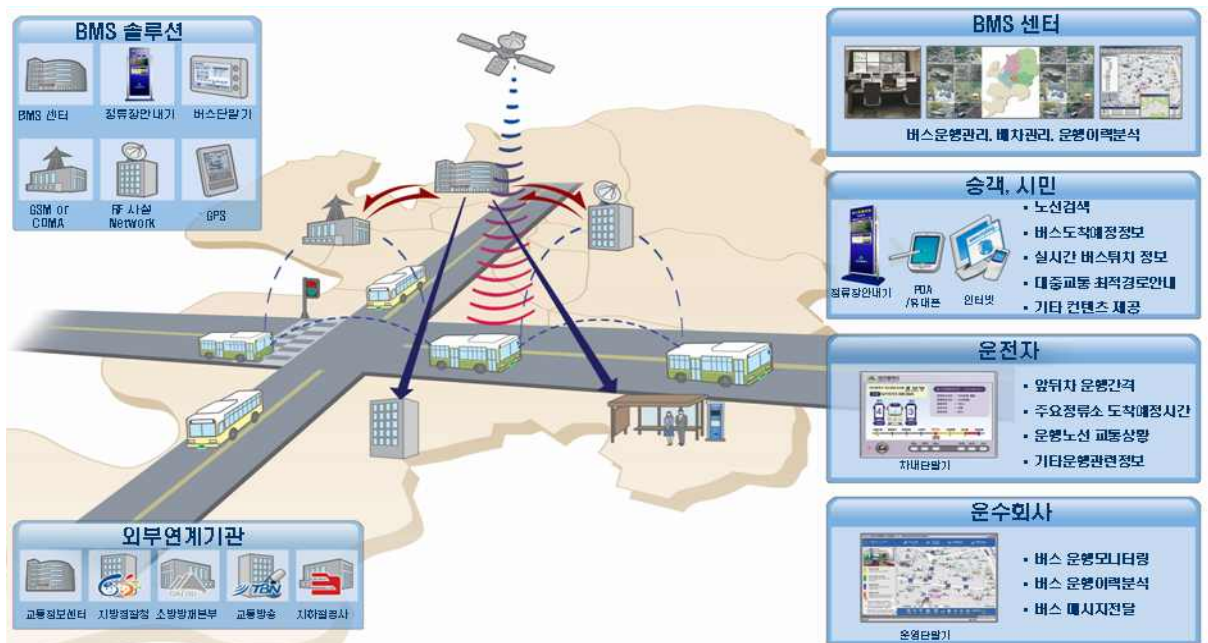 BMS 솔루션
BMS 센터
정류장안내기
버스단말기
GSM or
CDMA
RF 사설
Network
GPS
외부연계기관
교통정보센터
지방경찰청
소방방재본부
교통방송
TBN
지하철공사
BMS 센터
버스운행관리, 배차관리, 운행이력분석
승객, 시민
정류장안내기
PDA
/휴대폰
인터넷
▪ 노선검색
▪ 버스도착예정정보
▪ 실시간 버스위치 정보
▪ 대중교통 최적경로안내
▪ 기타 컨텐츠 제공
운전자
차내단말기
▪ 앞뒤차 운행간격
▪ 주요정류소 도착예정시간
▪ 운행노선 교통상황
▪ 기타운행관련정보
운수회사
운영단말기
▪ 버스 운행모니터링
▪ 버스 운행이력분석
▪ 버스 메시지전달